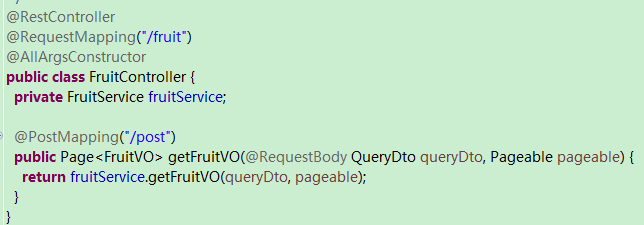 @RestController
@RequestMapping("/fruit")
@AllArgsConstructor
public class FruitController {
private FruitService fruitService;
@PostMapping("/post")
public Page<FruitVO> getFruitVO(@RequestBody QueryDto queryDto, Pageable pageable) {
return fruitService.getFruitVO(queryDto, pageable);
}
}